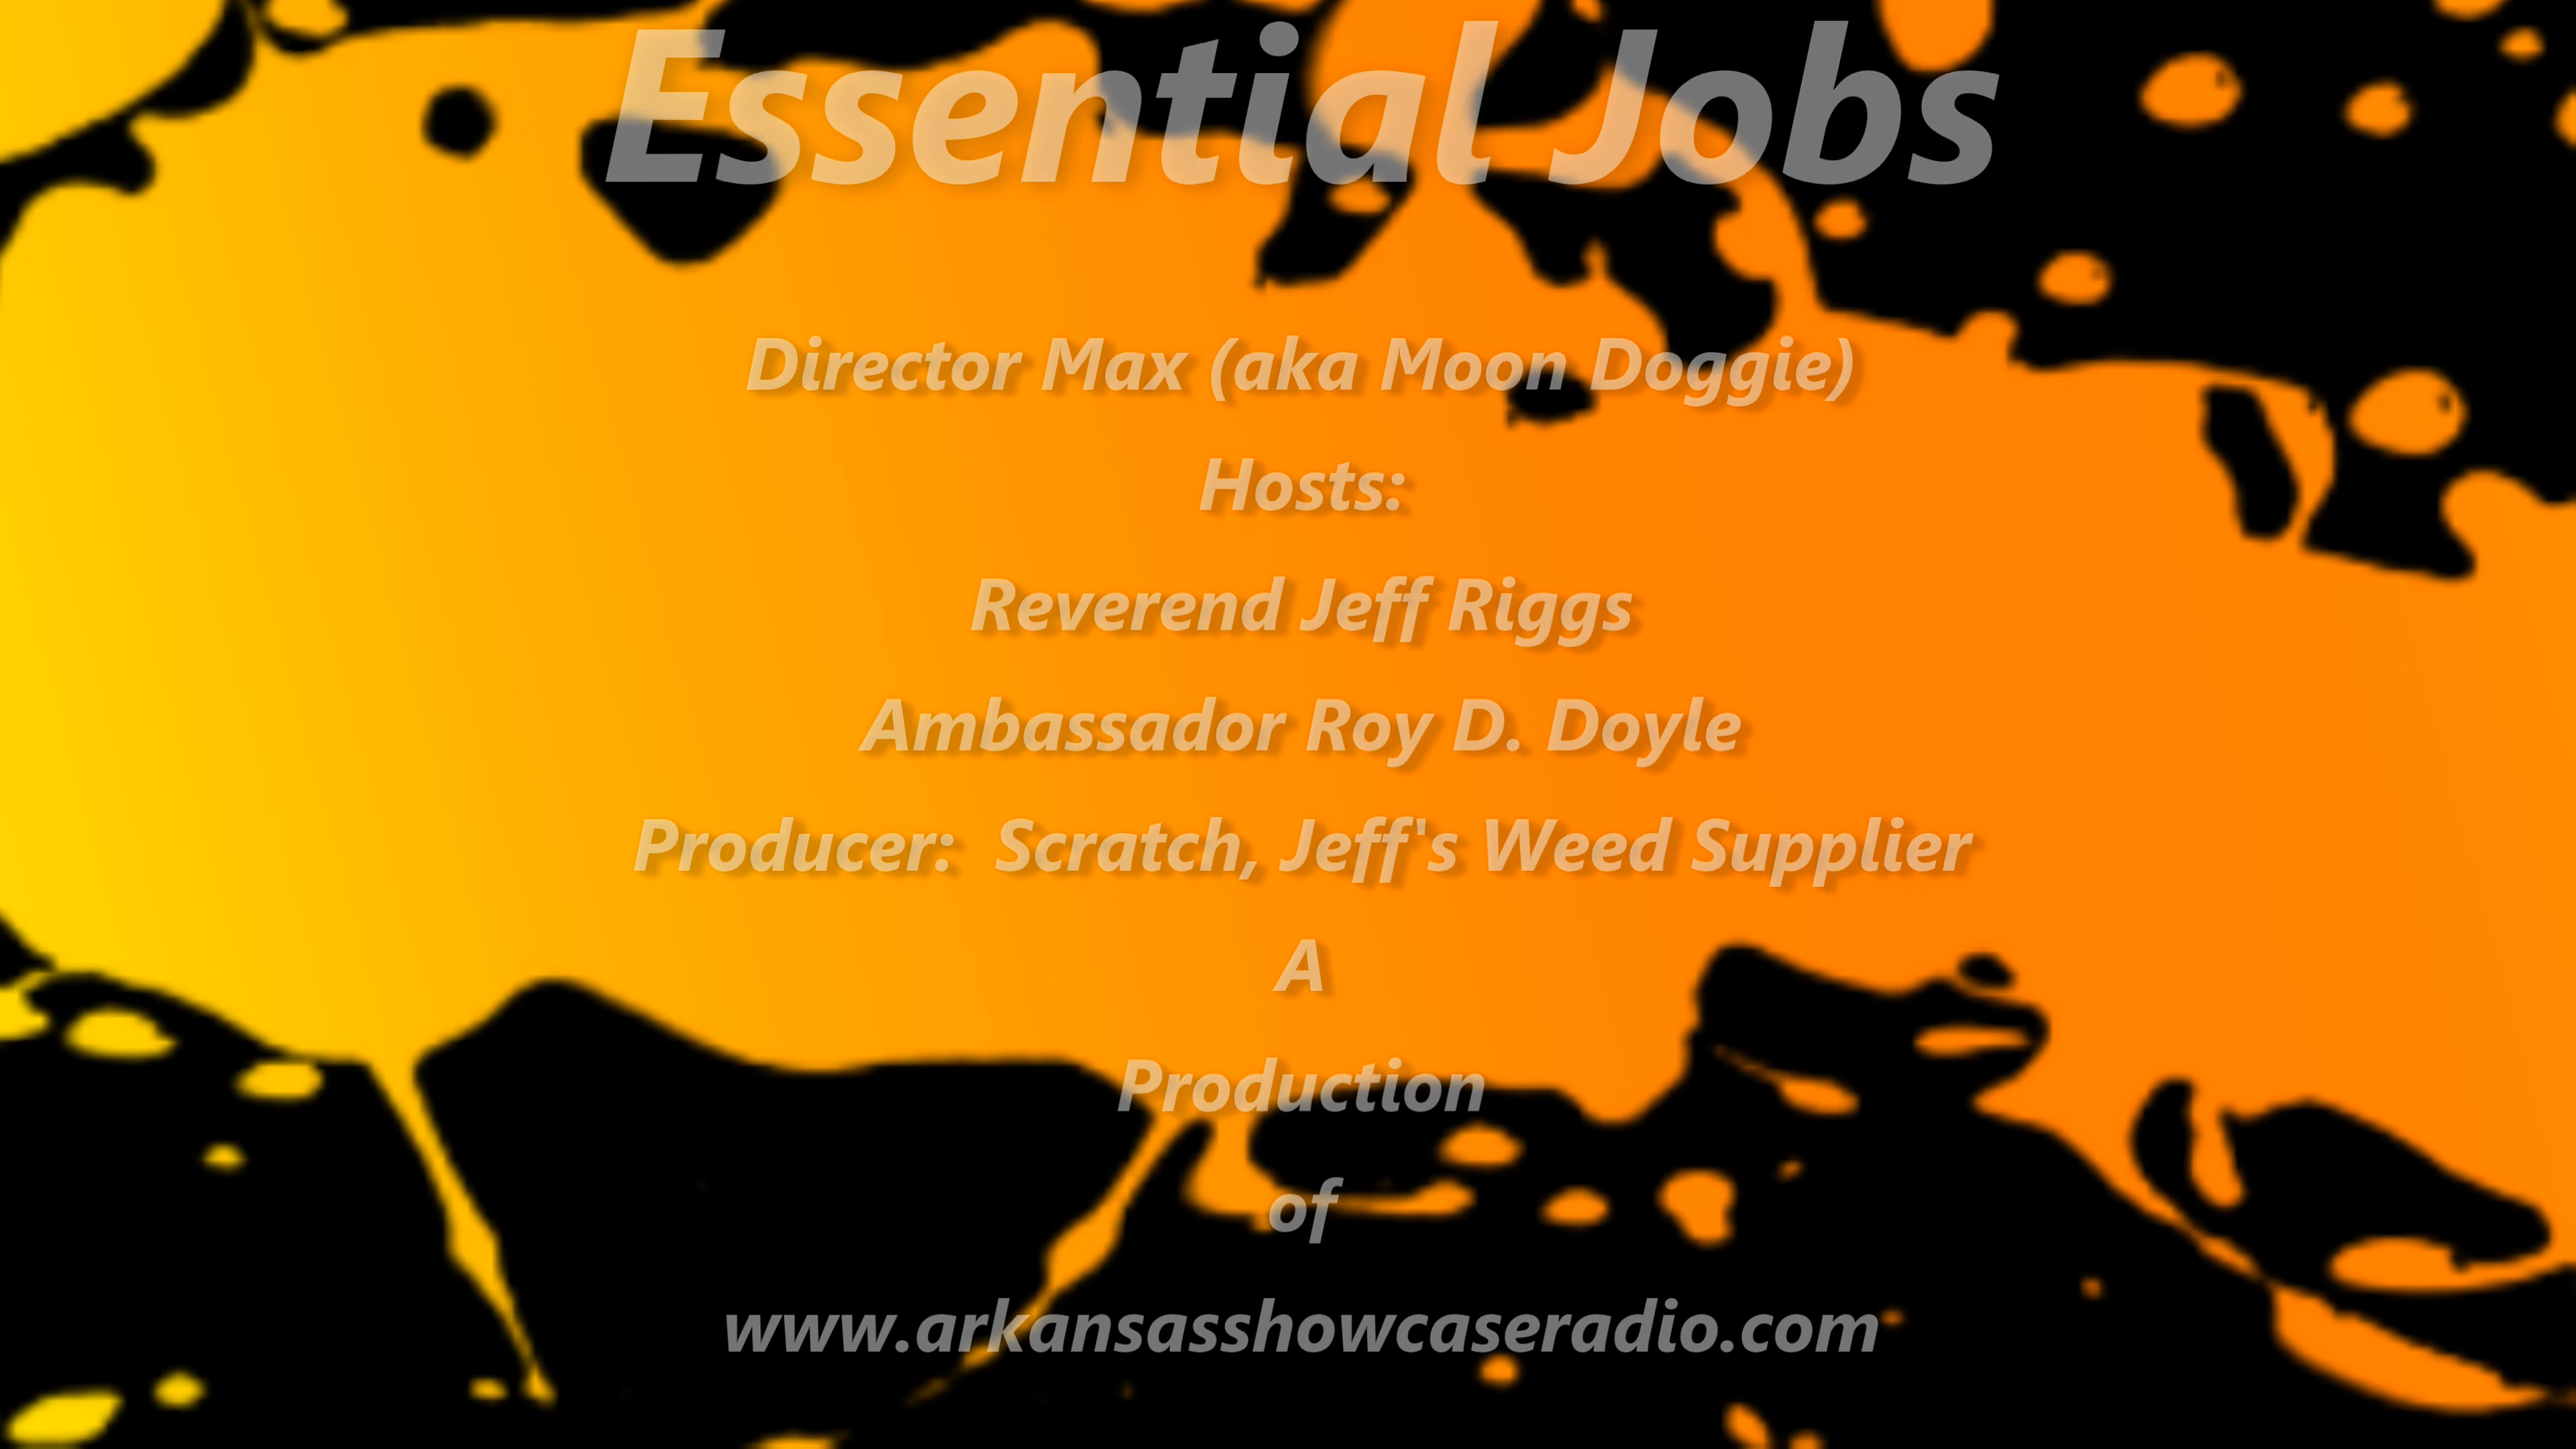 Essential Jobs
Director Max (aka Moon Doggie)
Hosts:
Reverend Jeff Riggs
Ambassador Roy D. Doyle
Producer:  Scratch, Jeff's Weed Supplier
A
Production
of
www.arkansasshowcaseradio.com